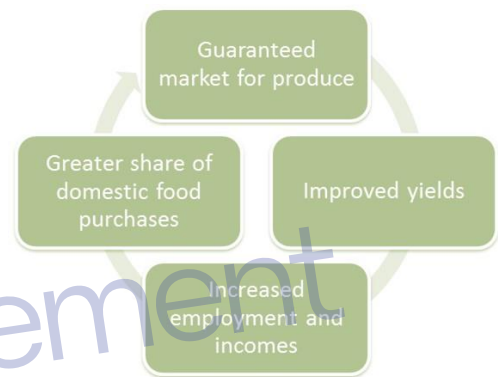 Guaranteed
market for produce
Improved yields
Increased
employment and
incomes
Greater share of
domestic food
purchases
ement